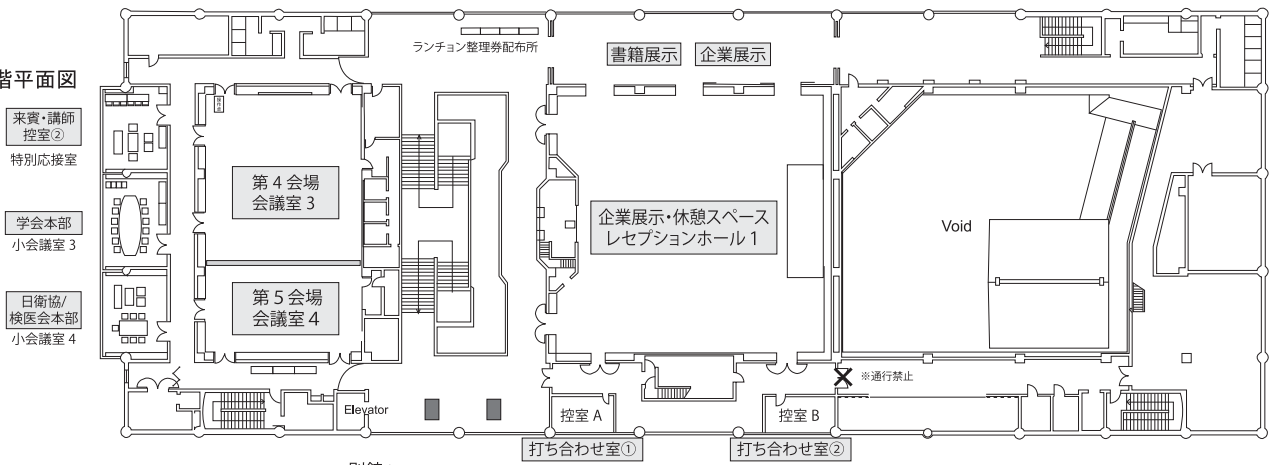 ランチョン整理券配布所
書籍展示
企業展示
階平面図
来賓・講師
控室②
特別応接室
学会本部
小会議室 3
日衛協/
検医会本部
小会議室 4
第 4 会場
会議室 3
第 5 会場
会議室 4
企業展示・休憩スペース
レセプションホール 1
Void
※通行禁止
Elevator
控室 A
控室 B
打ち合わせ室①
打ち合わせ室②